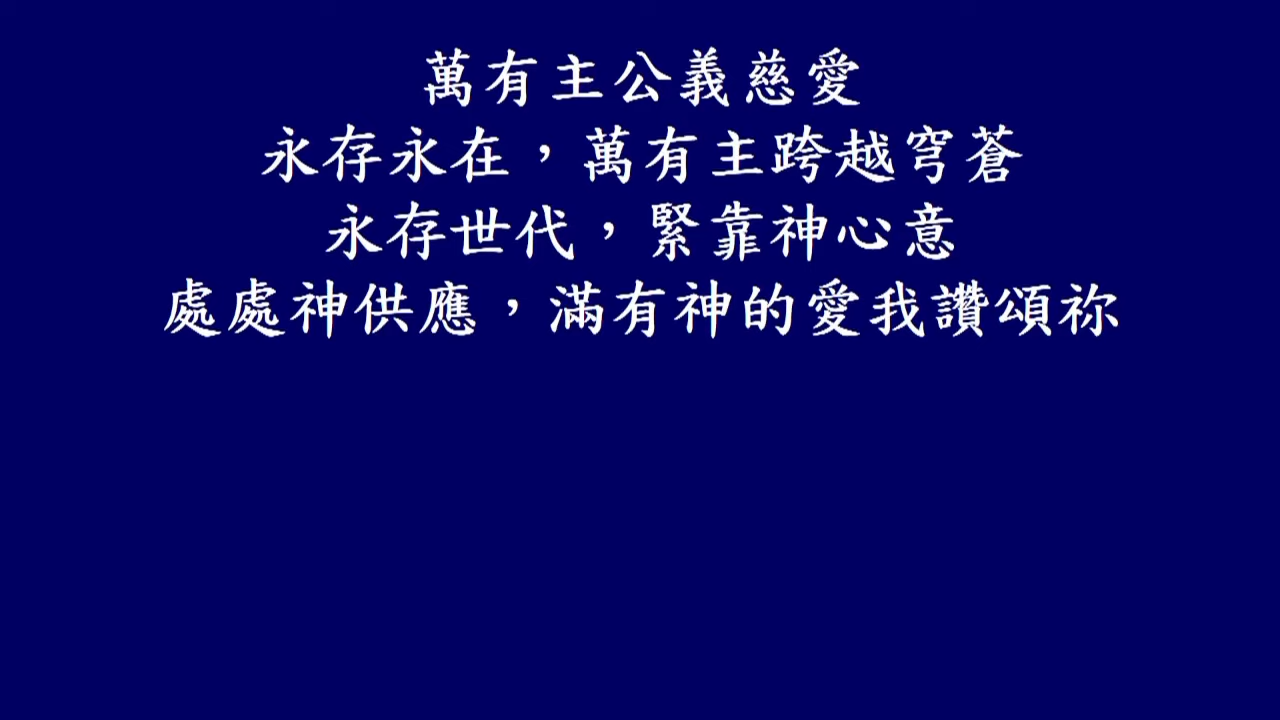 萬有主公義慈愛
永存永在，萬有主跨越穹蒼
永存世代，緊靠神心意
處處神供應，滿有神的愛我讚頌祢